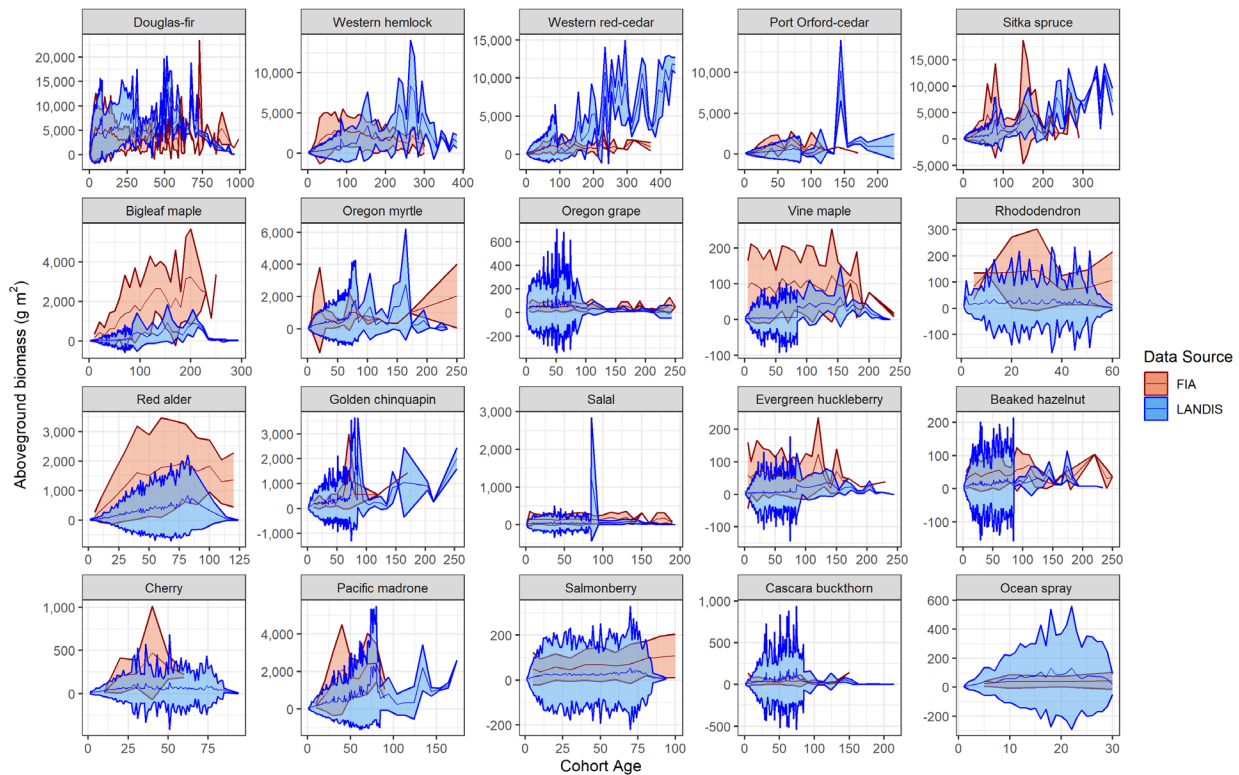 Douglas-fir
Western hemlock
Western red-cedar
Port Orford-cedar
Sitka spruce
20,000
15,000
10,000
5,000
0
0 250 500 750 1000
10,000
5,000
0
0 100 200 300 400
15,000
10,000
5,000
0
0 100 200 300 400
10,000
5,000
0
0 50 100 150 200
15,000
10,000
5,000
0
-5,000
0 100 200 300
Bigleaf maple
Oregon myrtle
Oregon grape
Vine maple
Rhododendron
4,000
2,000
0
0 100 200 300
6,000
4,000
2,000
0
0 50 100 150 200 250
600
400
200
0
-200
0 50 100 150 200 250
200
100
0
-100
0 50 100 150 200 250
300
200
100
0
-100
0 20 40 60
Red alder
Golden chinquapin
Salal
Evergreen huckleberry
Beaked hazelnut
3,000
2,000
1,000
0
0 25 50 75 100 125
3,000
2,000
1,000
0
-1,000
0 50 100 150 200 250
3,000
2,000
1,000
0
0 50 100 150 200
200
100
0
-100
0 50 100 150 200 250
200
100
0
-100
0 50 100 150 200 250
Cherry
Pacific madrone
Salmonberry
Cascara buckthorn
Ocean spray
1,000
500
0
0 25 50 75
4,000
2,000
0
0 50 100 150
200
0
-200
0 25 50 75 100
1,000
500
0
-500
0 50 100 150 200
600
400
200
0
-200
0 10 20 30
Aboveground biomass (g m²)
Cohort Age
Data Source
FIA
LANDIS